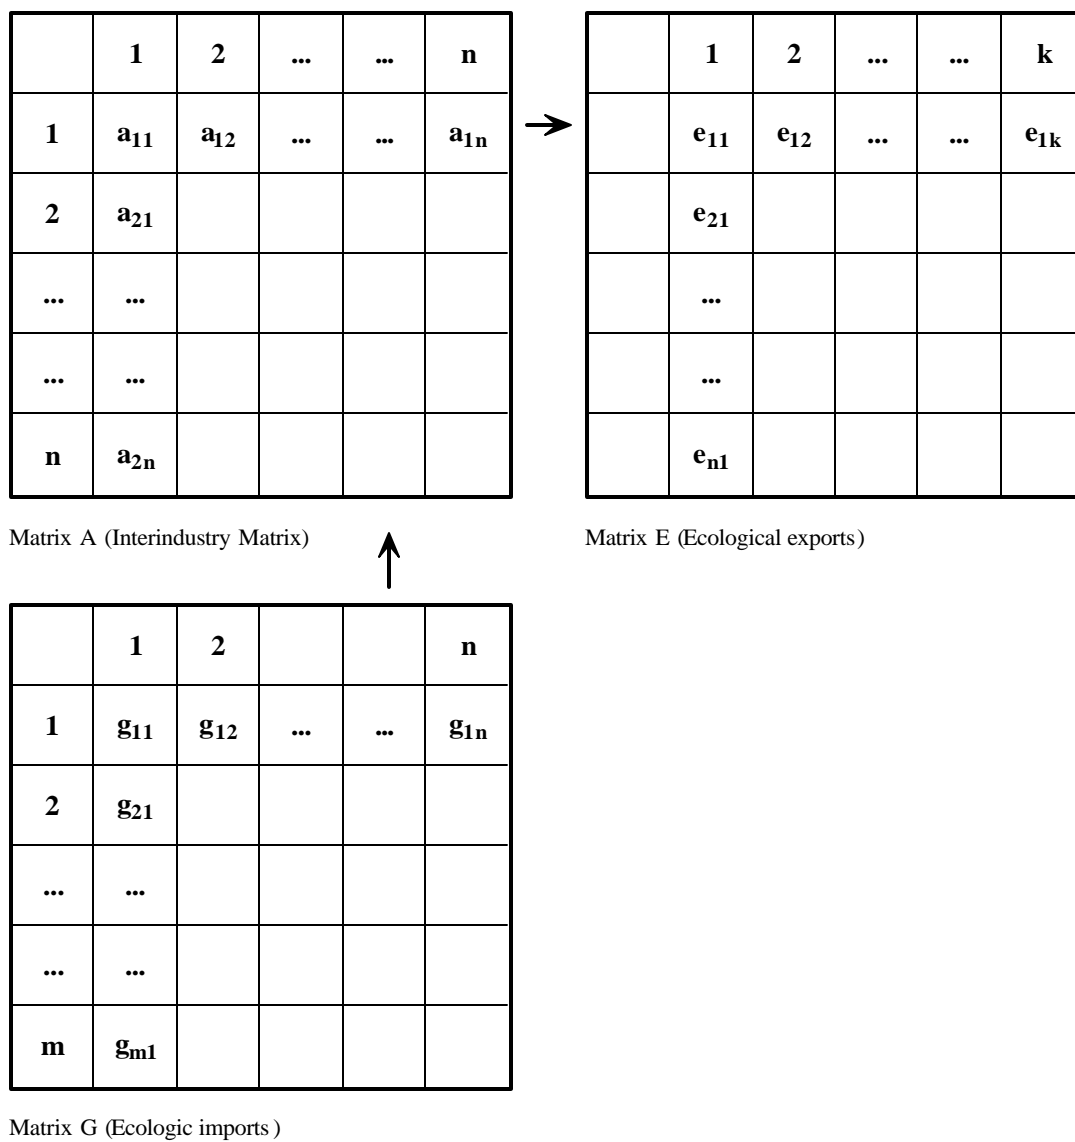 1 2 ... ... n
1 a11 a12 ... ... a1n
2 a21
... ...
... ...
n a2n
Matrix A (Interindustry Matrix)
1 2 ... ... k
e11 e12 ... ... e1k
e21
...
...
en1
Matrix E (Ecological exports)
1 2 n
1 g11 g12 ... ... g1n
2 g21
... ...
... ...
m gm1
Matrix G (Ecologic imports)